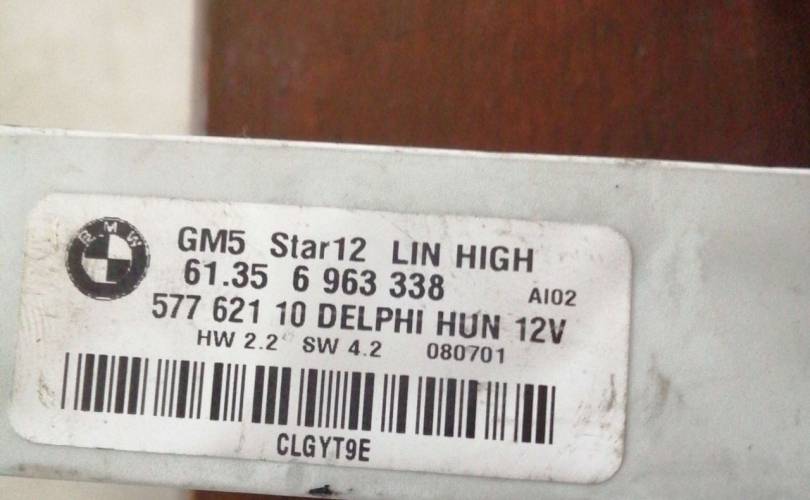 BMW
GM5 Star12 LIN HIGH
61.35 6 963 338 AI02
577 621 10 DELPHI HUN 12V
HW 2.2 SW 4.2 080701
CLGYT9E